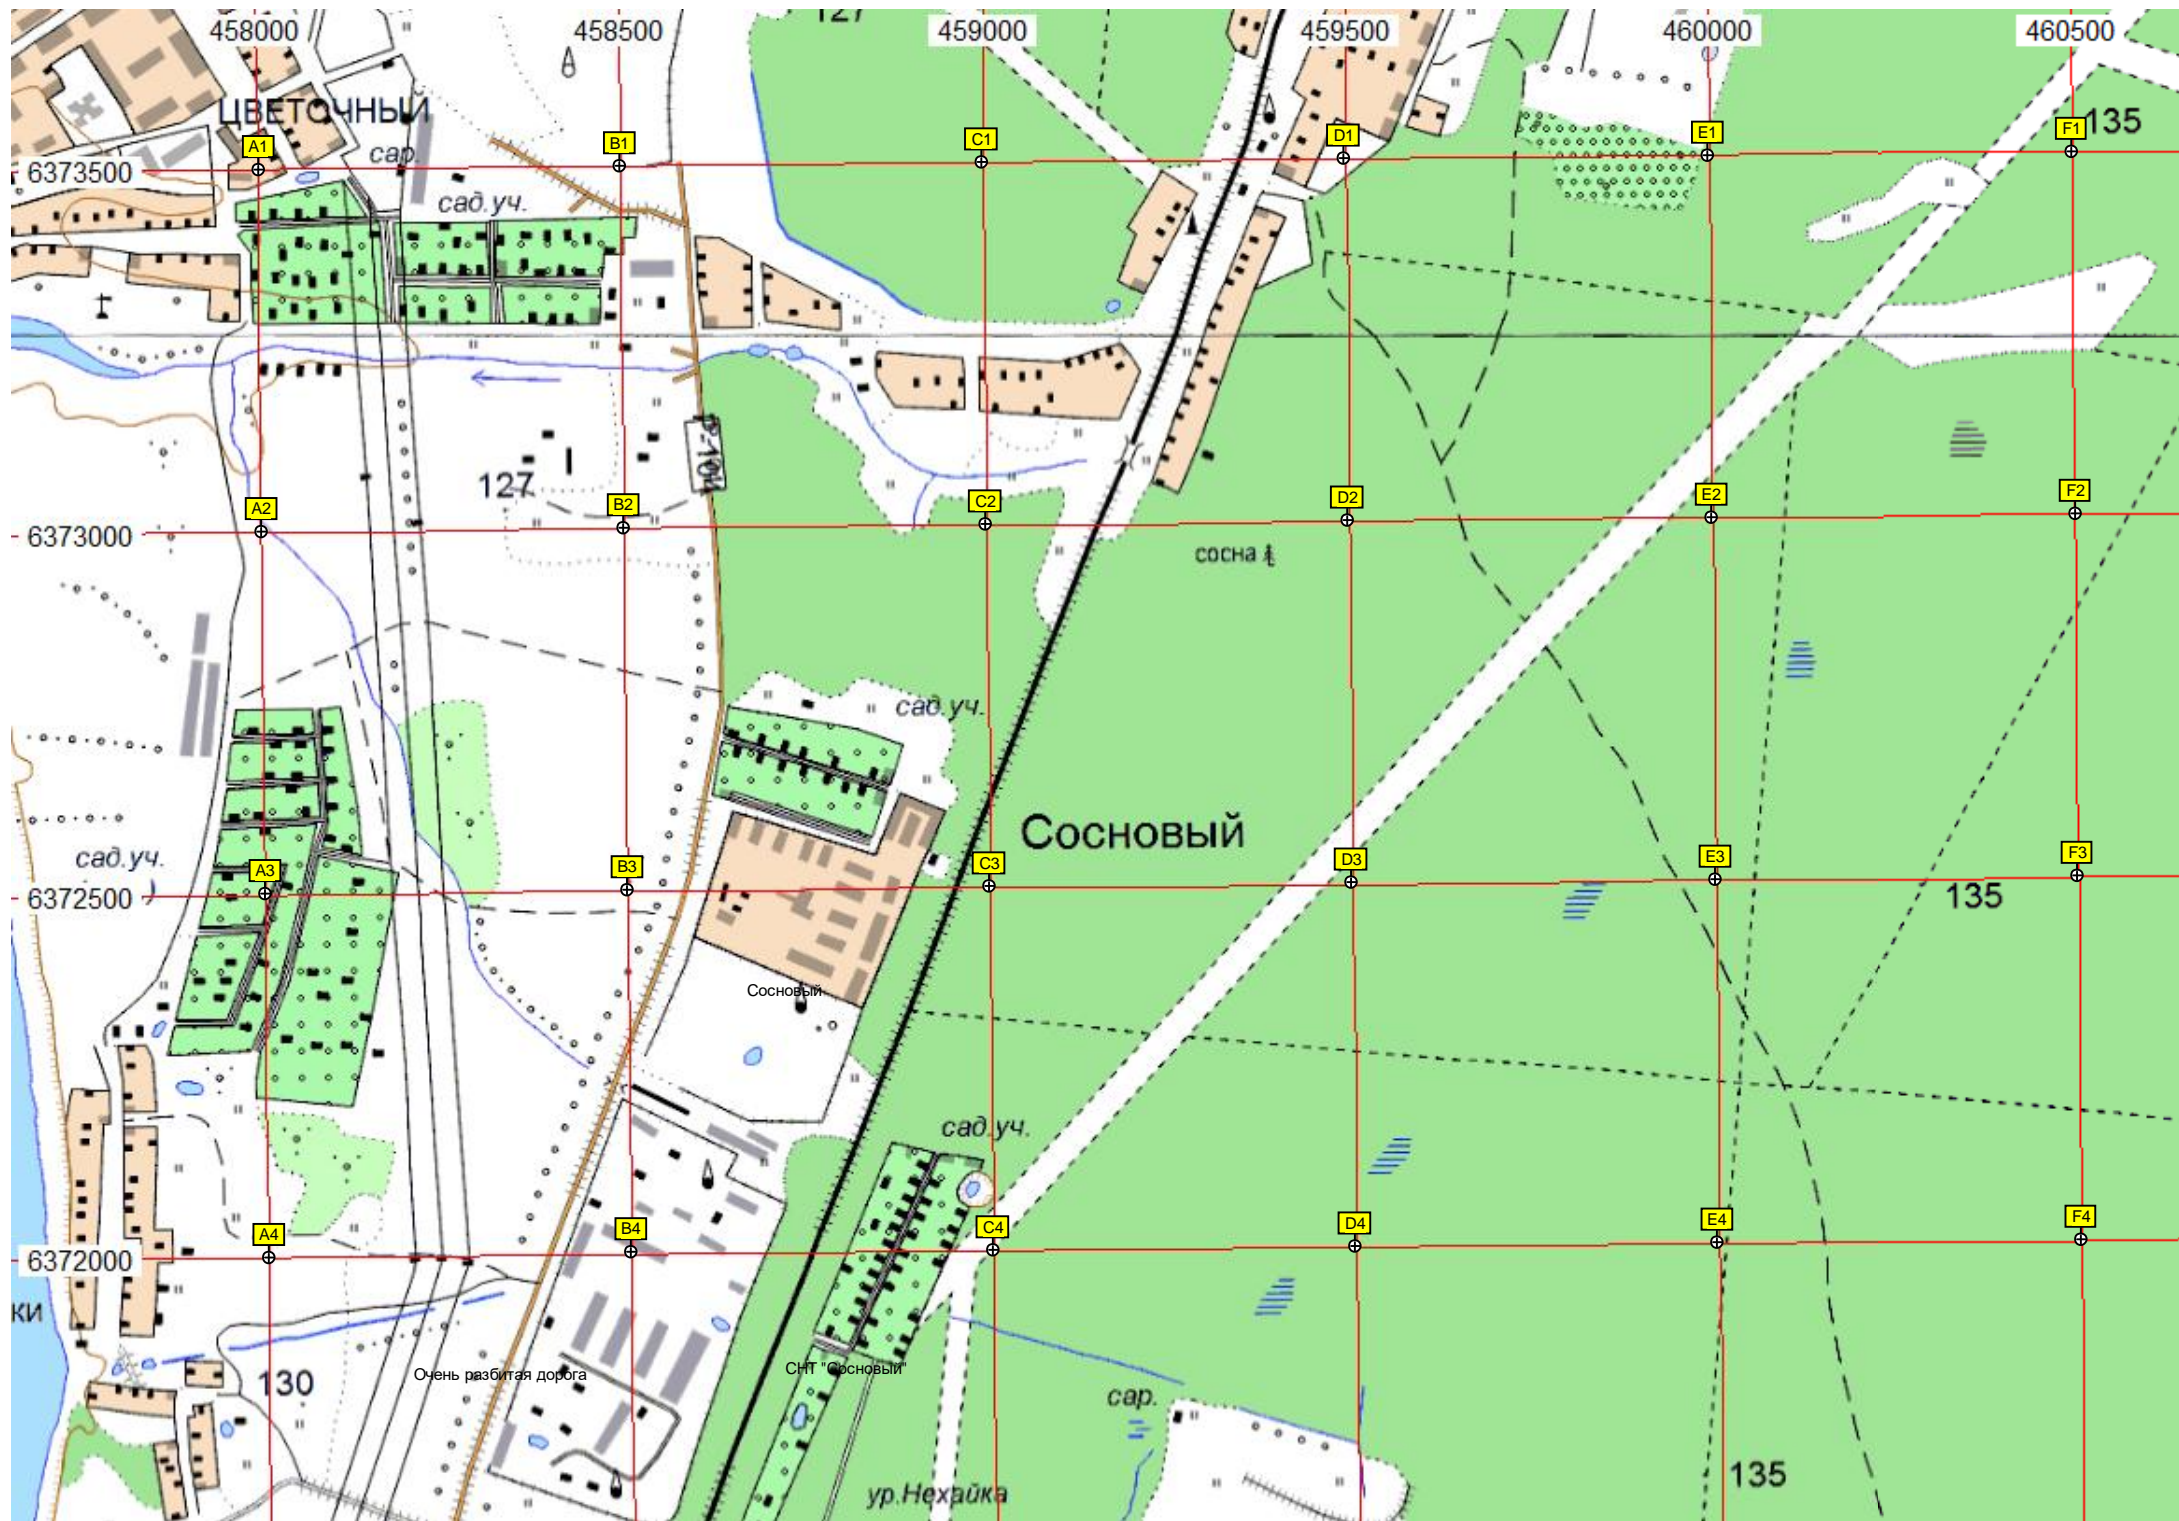 127
458000
458500
459000
459500
460000
460500
ЦВЕТОЧНЫЙ
135
A1
B1
C1
D1
E1
F1
сар.
6373500
сад.уч.
127
A2
B2
C2
D2
E2
F2
6373000
сосна
сад.уч.
Сосновый
сад.уч.
A3
B3
C3
D3
E3
F3
6372500
135
Сосновый
сад.уч.
A4
B4
C4
D4
E4
F4
6372000
ки
130
Очень разбитая дорога
СНТ "Сосновый"
сар.
135
ур.Нехайка